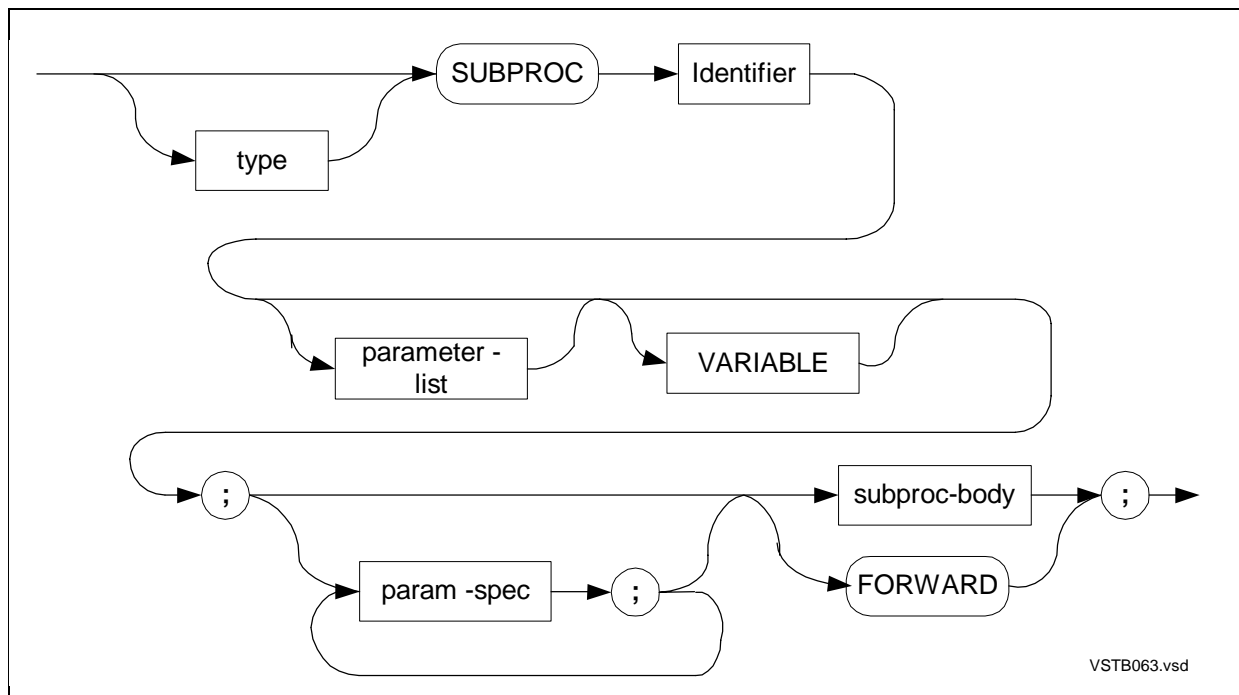 SUBPROC
Identifier
type
parameter -
list
VARIABLE
;
subproc-body
;
param -spec
;
FORWARD
VSTB063.vsd